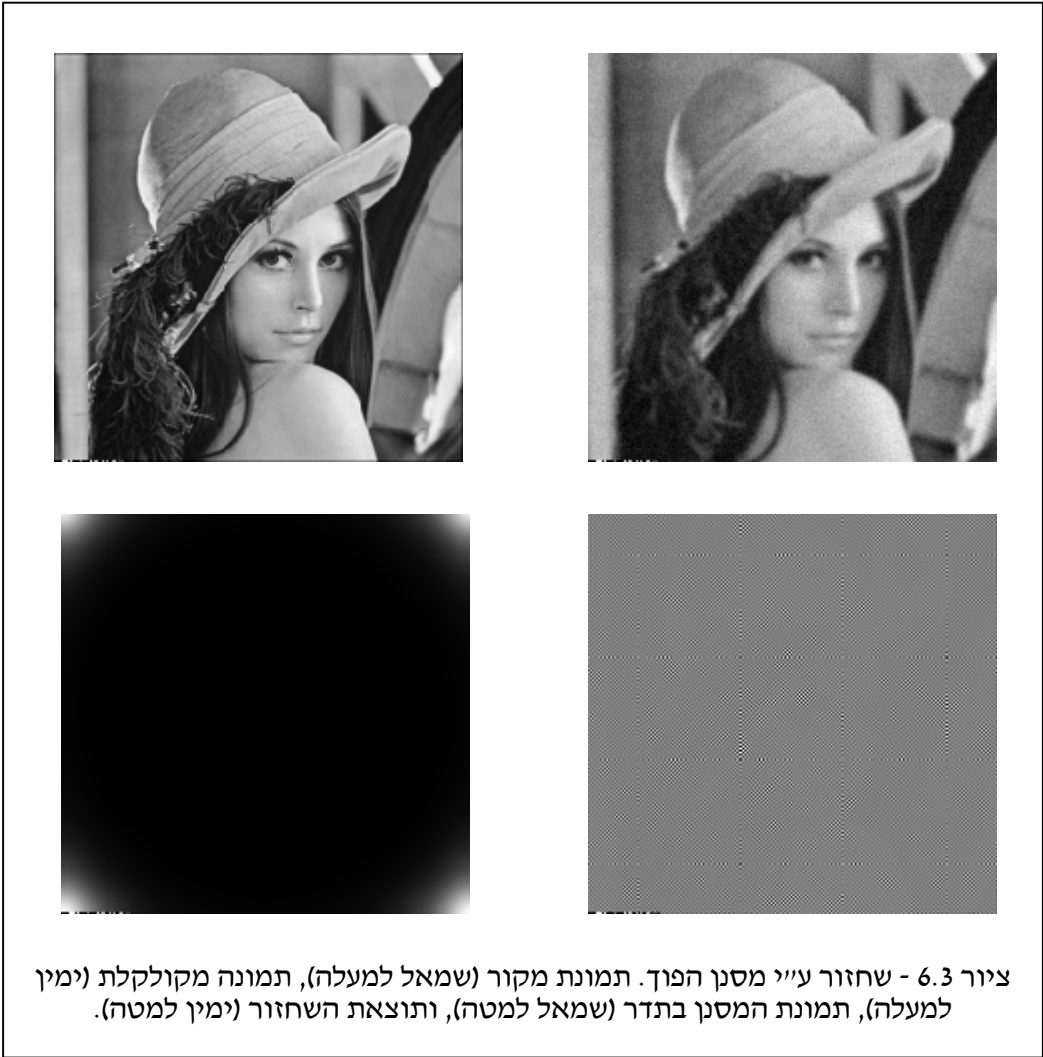 ציור 6.3 - שחזור ע״י מסנן הפוך. תמונת מקור (שמאל למעלה), תמונה מקולקלת (ימין
למעלה), תמונת המסנן בתדר (שמאל למטה), ותוצאת השחזור (ימין למטה).